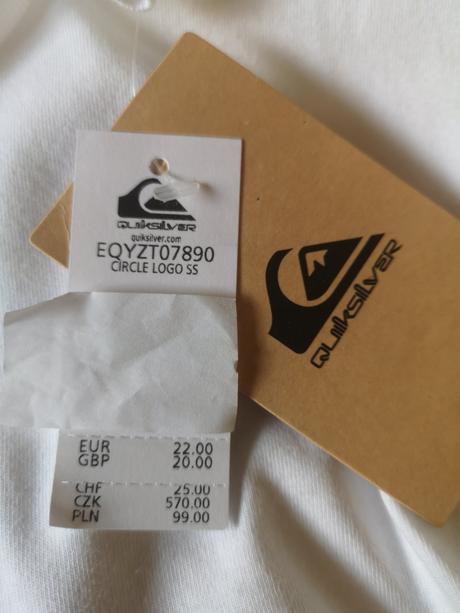 QUIKSILVER
quiksilver.com
EQYZT07890
CIRCLE LOGO SS
EUR 22.00
GBP 20.00
CHF 25.00
CZK 570.00
PLN 99.00
QUIKSILVER